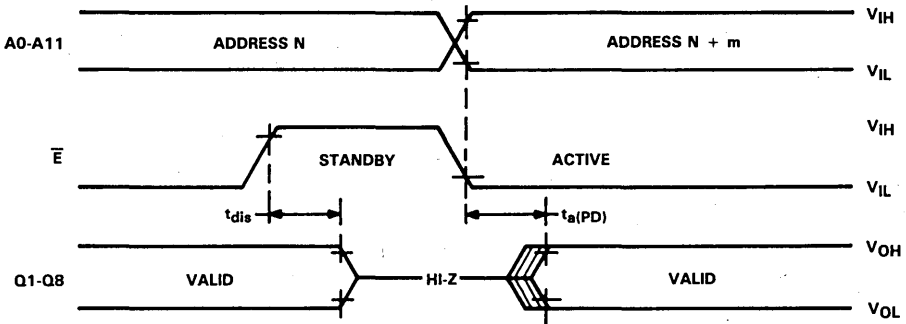 V_IH
A0-A11 ADDRESS N ADDRESS N + m
V_IL
V_IH
E̅ STANDBY ACTIVE
V_IL
t_dis t_a(PD)
V_OH
Q1-Q8 VALID HI-Z VALID
V_OL